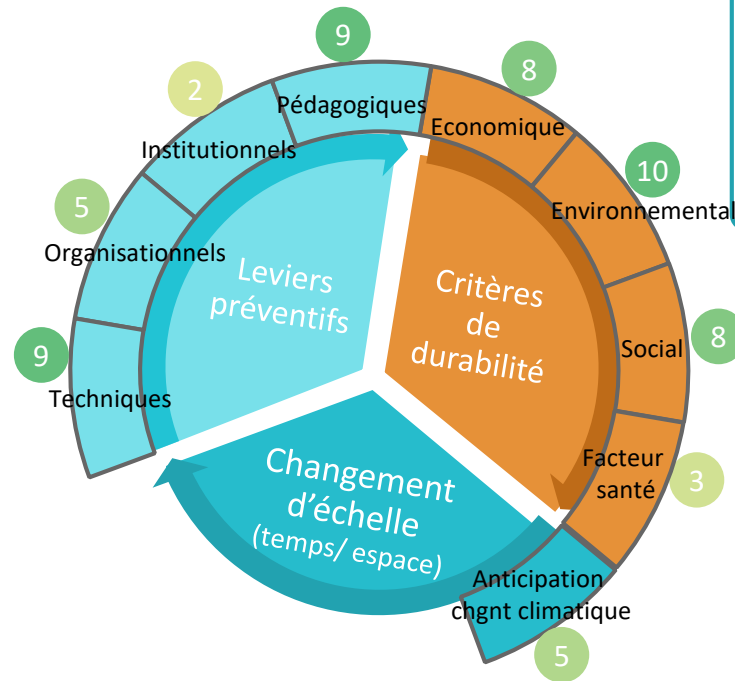 9
Pédagogiques
8
Economique
2
Institutionnels
10
Environnemental
5
Organisationnels
Leviers
préventifs
Critères
de
durabilité
8
Social
9
Techniques
Facteur
santé
3
Changement
d'échelle
(temps/ espace)
Anticipation
chgnt climatique
5